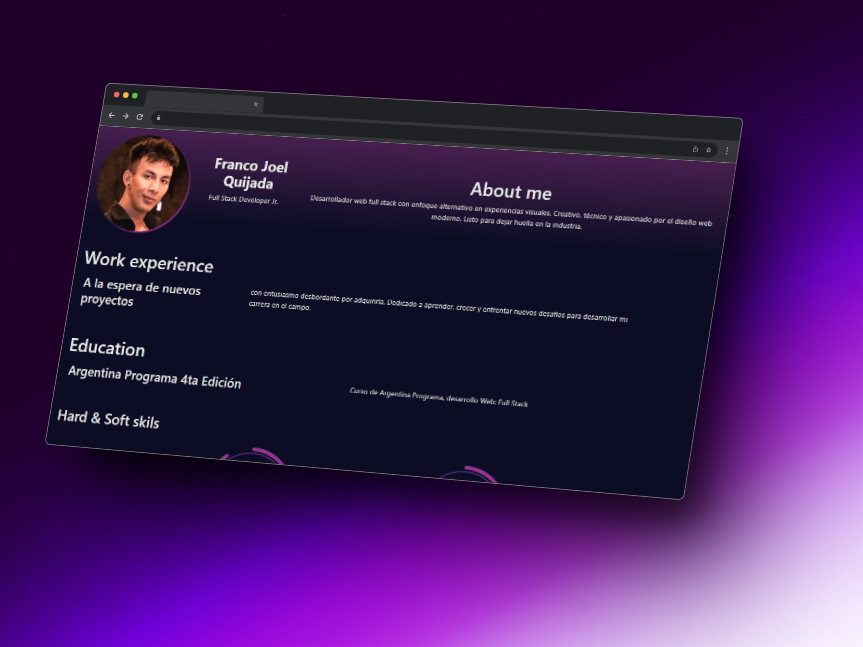 Franco Joel
Quijada
Full Stack Developer Jr.
About me
Desarrollador web full stack con enfoque alternativo en experiencias visuales. Creativo, técnico y apasionado por el diseño web
moderno. Listo para dejar huella en la industria.
Work experience
A la espera de nuevos
proyectos
con entusiasmo desbordante por adquirirla. Dedicado a aprender, crecer y enfrentar nuevos desafíos para desarrollar mi
carrera en el campo.
Education
Argentina Programa 4ta Edición
Curso de Argentina Programa, desarrollo Web: Full Stack
Hard & Soft skils